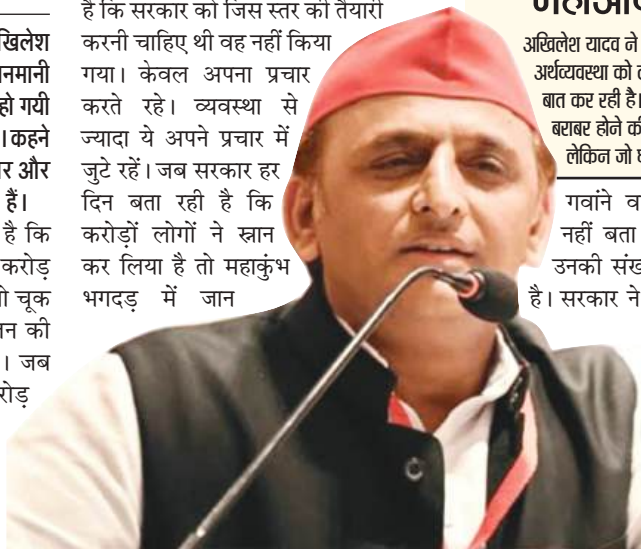 खिलेश
नमानी
हो गयी
। कहने
र और
हैं।
है कि
करोड़
चूक
की
। जब
है कि सरकार को जिस स्तर की तैयारी
करनी चाहिए थी वह नहीं किया
गया। केवल अपना प्रचार
करते रहे। व्यवस्था से
ज्यादा ये अपने प्रचार में
जुटे रहें। जब सरकार हर
दिन बता रही है कि
करोड़ों लोगों ने स्नान
कर लिया है तो महाकुंभ
भगदड़ में जान
अखिलेश यादव ने
अर्थव्यवस्था को
बात कर रही है।
बराबर होने की
लेकिन जो
गवांने
नहीं बता
उनकी
है। सरकार ने